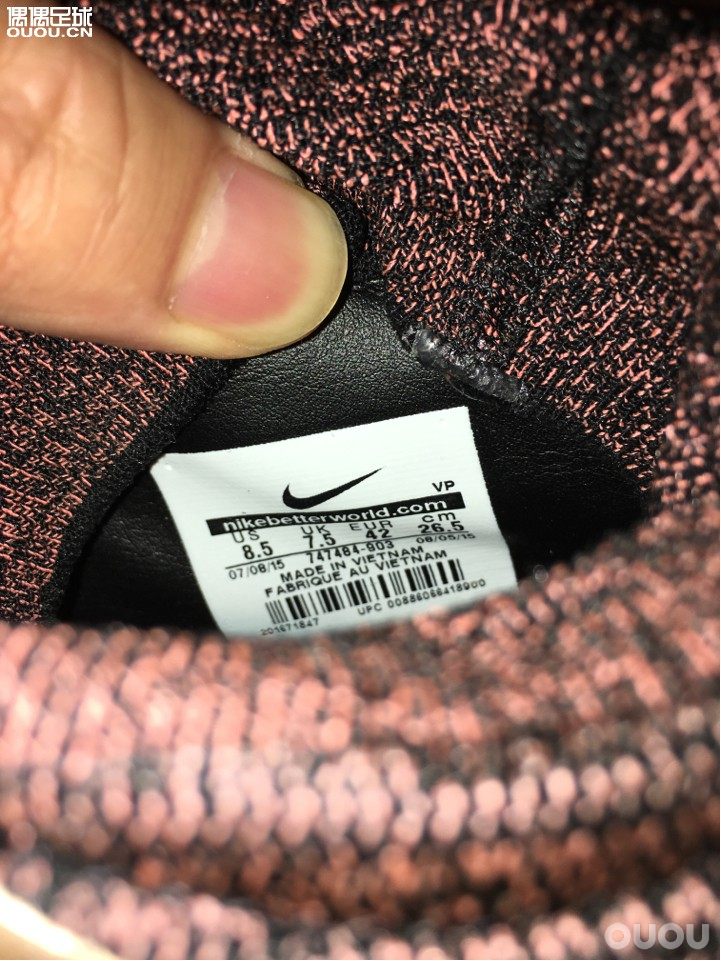 偶偶足球
OUOU.CN
VP
nikebetterworld.com
US UK EUR cm
8.5 7.5 42 26.5
07/08/15 747484-803 08/05/15
MADE IN VIETNAM
FABRIQUE AU VIETNAM
UPC 00886066418900
201671847
OUOU